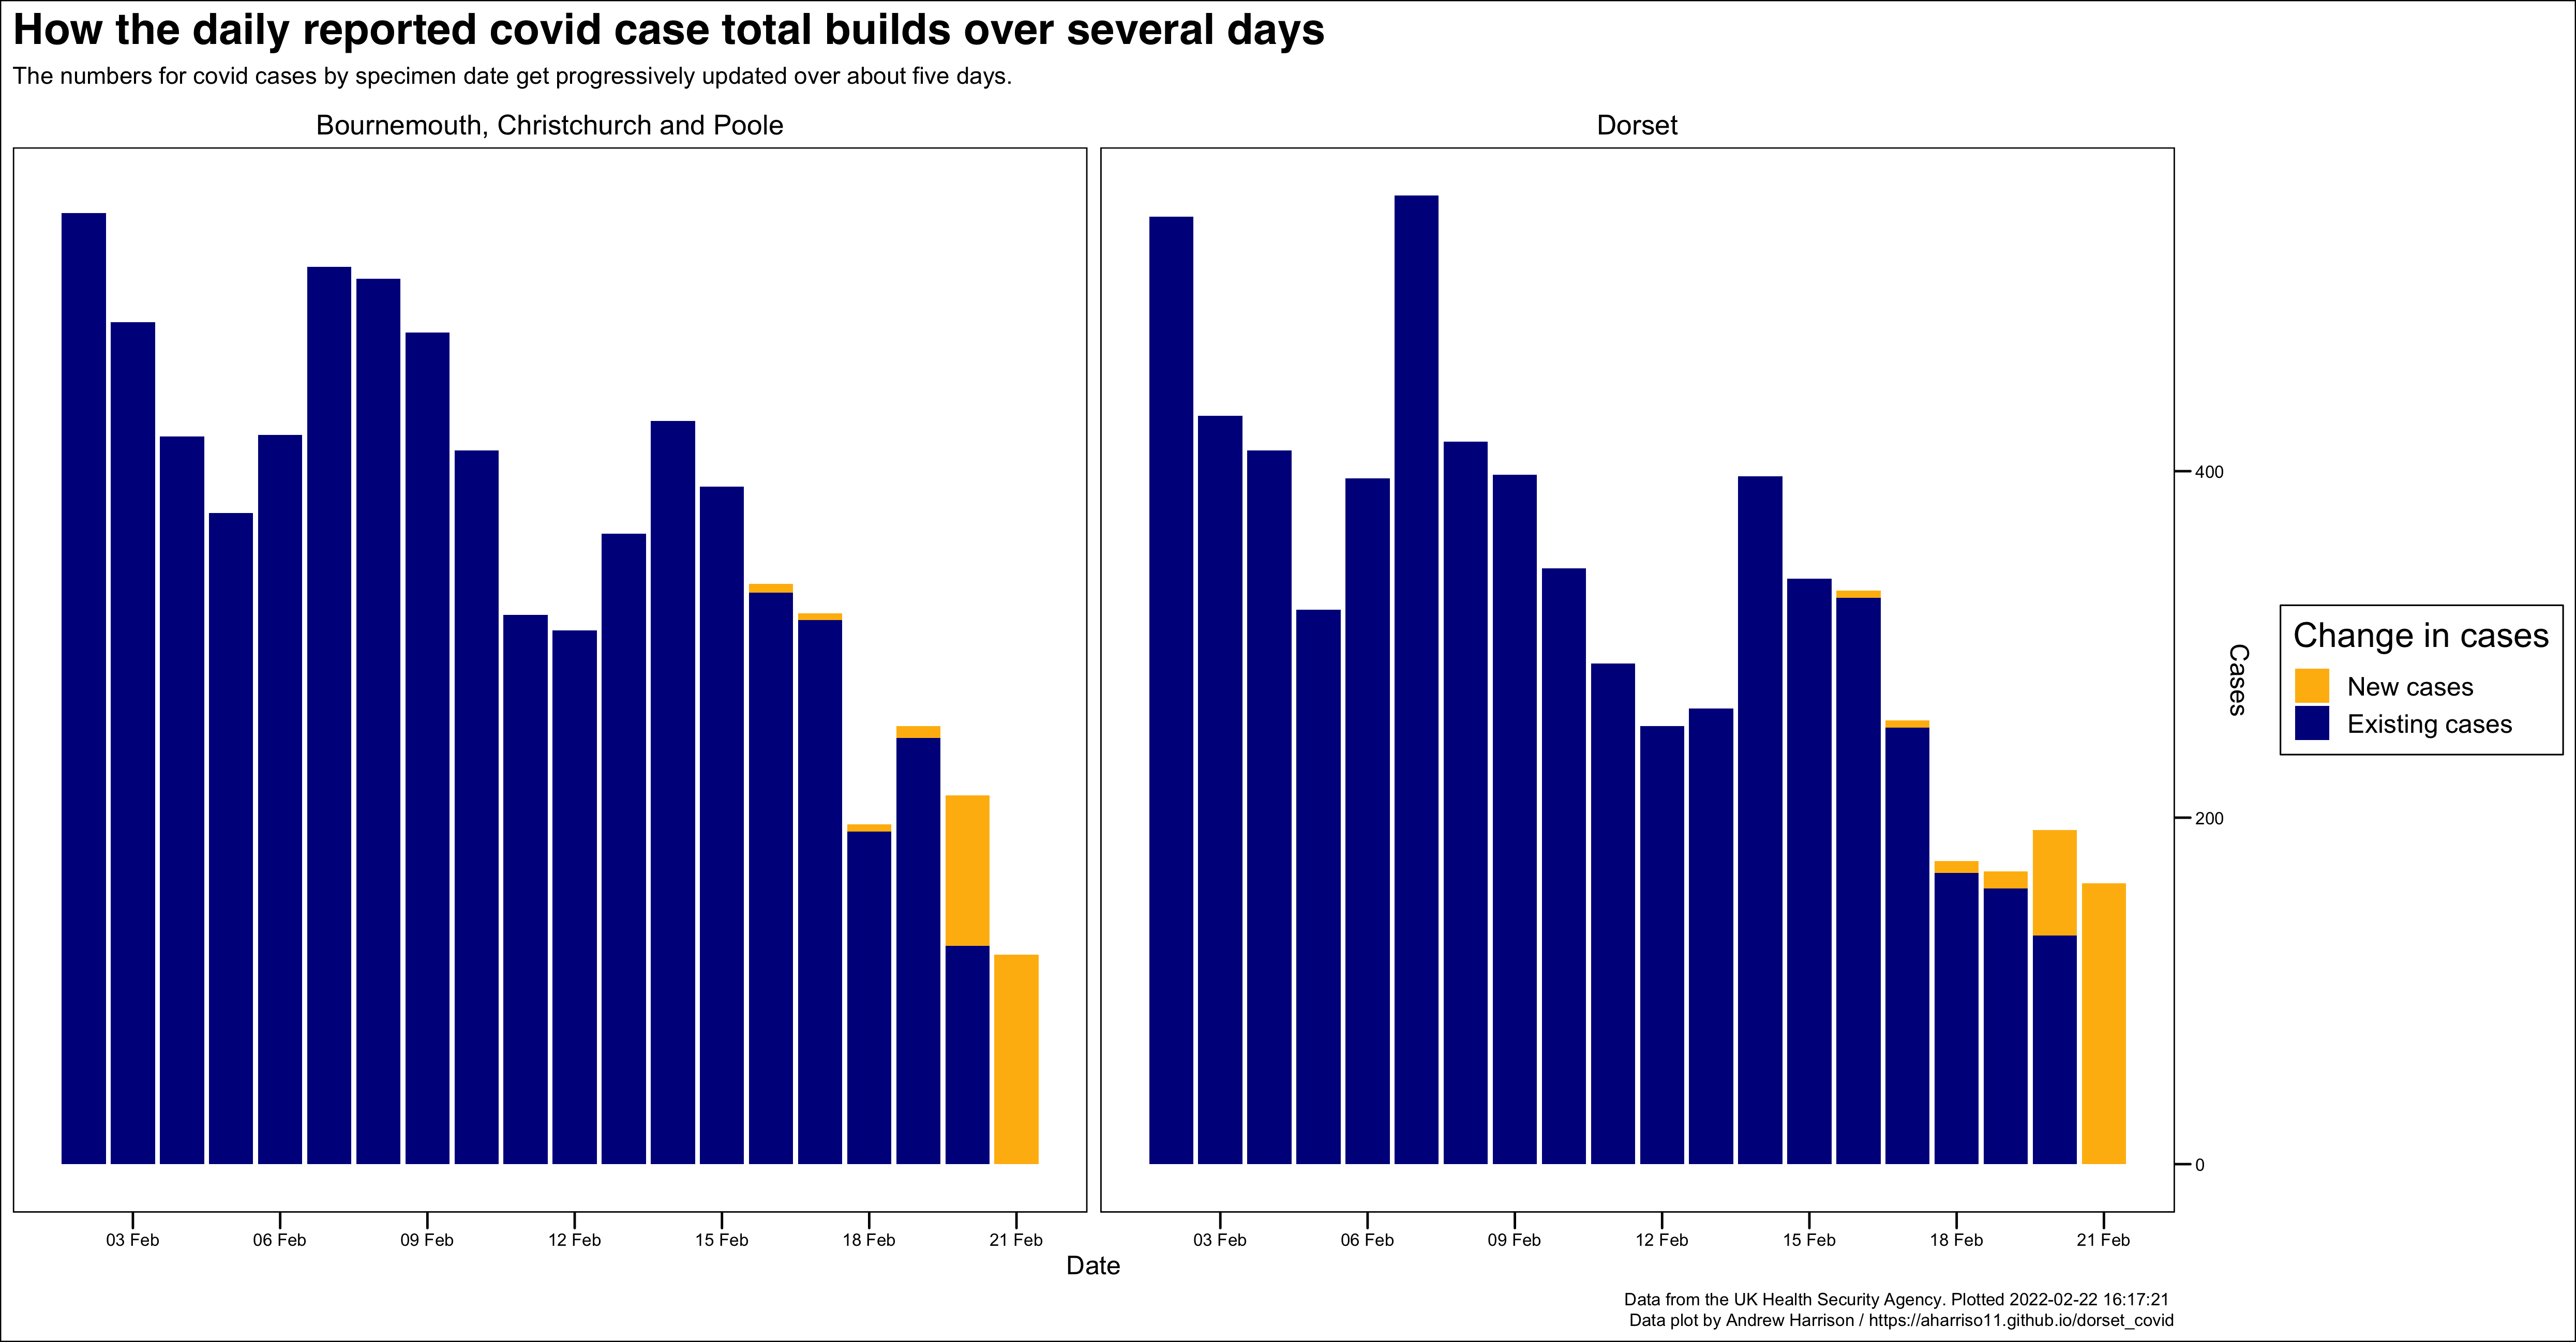 How the daily reported covid case total builds over several days
The numbers for covid cases by specimen date get progressively updated over about five days.
Bournemouth, Christchurch and Poole
Dorset
400
200
0
Cases
Change in cases
New cases
Existing cases
03 Feb 06 Feb 09 Feb 12 Feb 15 Feb 18 Feb 21 Feb
03 Feb 06 Feb 09 Feb 12 Feb 15 Feb 18 Feb 21 Feb
Date
Data from the UK Health Security Agency. Plotted 2022-02-22 16:17:21
Data plot by Andrew Harrison / https://aharriso11.github.io/dorset_covid